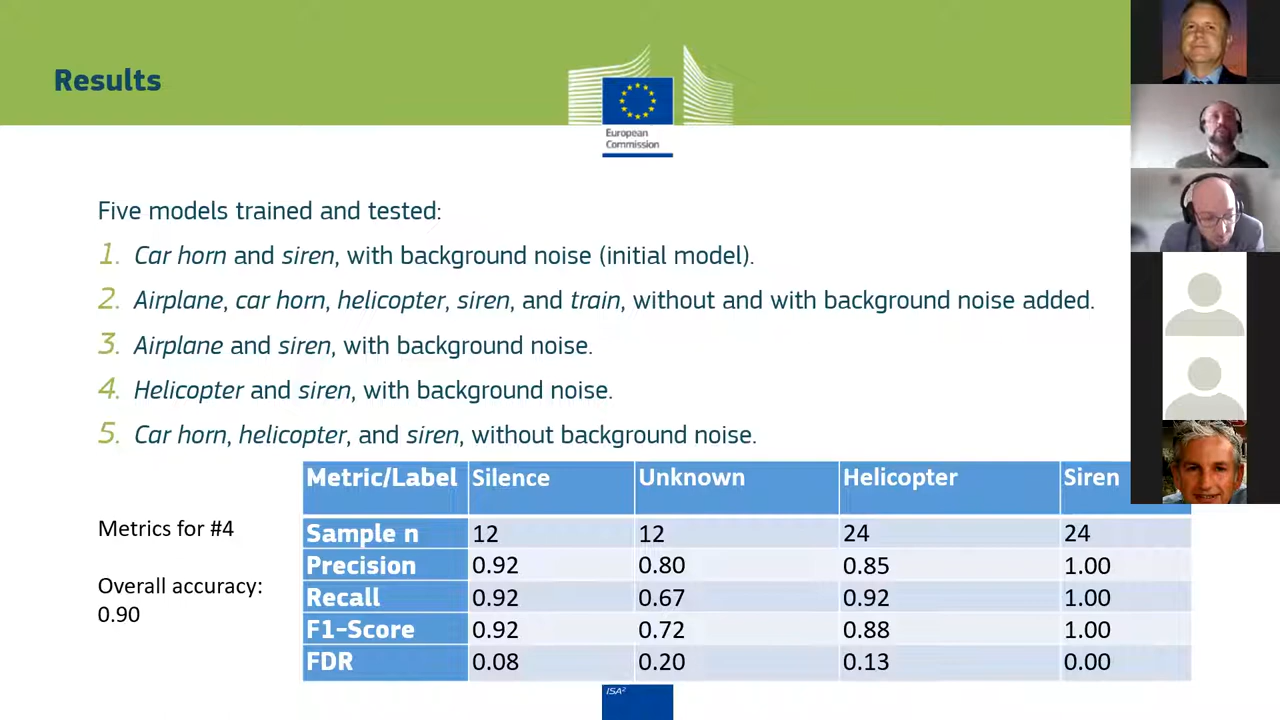 Results
European
Commission
Five models trained and tested:
1. Car horn and siren, with background noise (initial model).
2. Airplane, car horn, helicopter, siren, and train, without and with background noise added.
3. Airplane and siren, with background noise.
4. Helicopter and siren, with background noise.
5. Car horn, helicopter, and siren, without background noise.
Metrics for #4
Overall accuracy:
0.90
Metric/Label Silence Unknown Helicopter Siren
Sample n 12 12 24 24
Precision 0.92 0.80 0.85 1.00
Recall 0.92 0.67 0.92 1.00
F1-Score 0.92 0.72 0.88 1.00
FDR 0.08 0.20 0.13 0.00
ISA²